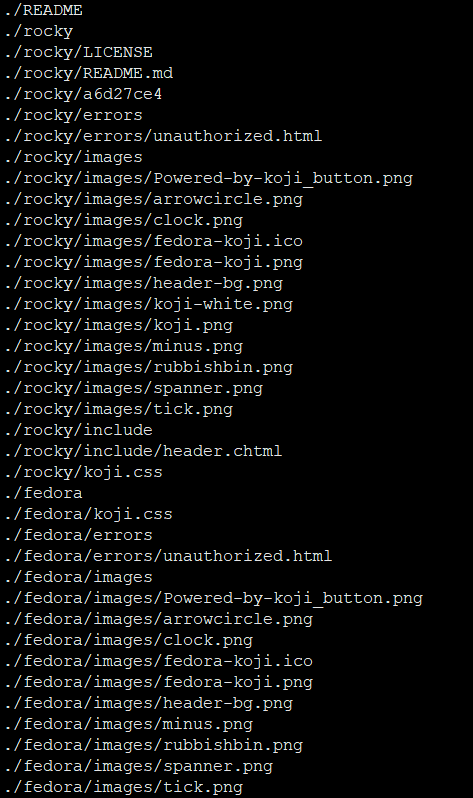 ./README
./rocky
./rocky/LICENSE
./rocky/README.md
./rocky/a6d27ce4
./rocky/errors
./rocky/errors/unauthorized.html
./rocky/images
./rocky/images/Powered-by-koji_button.png
./rocky/images/arrowcircle.png
./rocky/images/clock.png
./rocky/images/fedora-koji.ico
./rocky/images/fedora-koji.png
./rocky/images/header-bg.png
./rocky/images/koji-white.png
./rocky/images/koji.png
./rocky/images/minus.png
./rocky/images/rubbishbin.png
./rocky/images/spanner.png
./rocky/images/tick.png
./rocky/include
./rocky/include/header.chtml
./rocky/koji.css
./fedora
./fedora/koji.css
./fedora/errors
./fedora/errors/unauthorized.html
./fedora/images
./fedora/images/Powered-by-koji_button.png
./fedora/images/arrowcircle.png
./fedora/images/clock.png
./fedora/images/fedora-koji.ico
./fedora/images/fedora-koji.png
./fedora/images/header-bg.png
./fedora/images/minus.png
./fedora/images/rubbishbin.png
./fedora/images/spanner.png
./fedora/images/tick.png